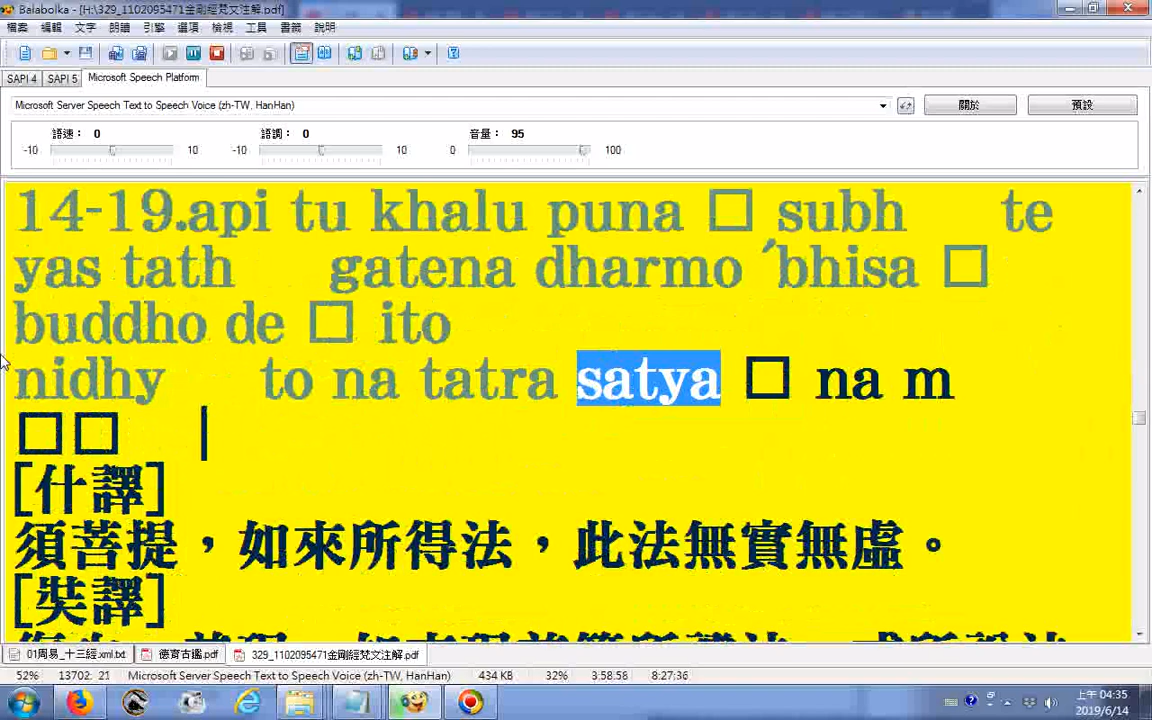 Balabolka - [H:\329_1102095471金剛經梵文注解.pdf]
檔案 編輯 文字 朗讀 引擎 選項 檢視 工具 書籤 說明
SAPI 4 SAPI 5 Microsoft Speech Platform
Microsoft Server Speech Text to Speech Voice (zh-TW, HanHan) 關於 預設
語速： 0 語調： 0 音量： 95
-10 10 -10 10 0 100
14-19.api tu khalu puna □ subh te
yas tath gatena dharmo ´bhisa □
buddho de □ ito
nidhy to na tatra satya □ na m
□□
[什譯]
須菩提，如來所得法，此法無實無虛。
[奘譯]
01周易_十三經.xml.txt 德育古鑑.pdf 329_1102095471金剛經梵文注解.pdf
52% 13702: 21 Microsoft Server Speech Text to Speech Voice (zh-TW, HanHan) 434 KB 32% 3:58:58 8:27:36
上午 04:35
2019/6/14